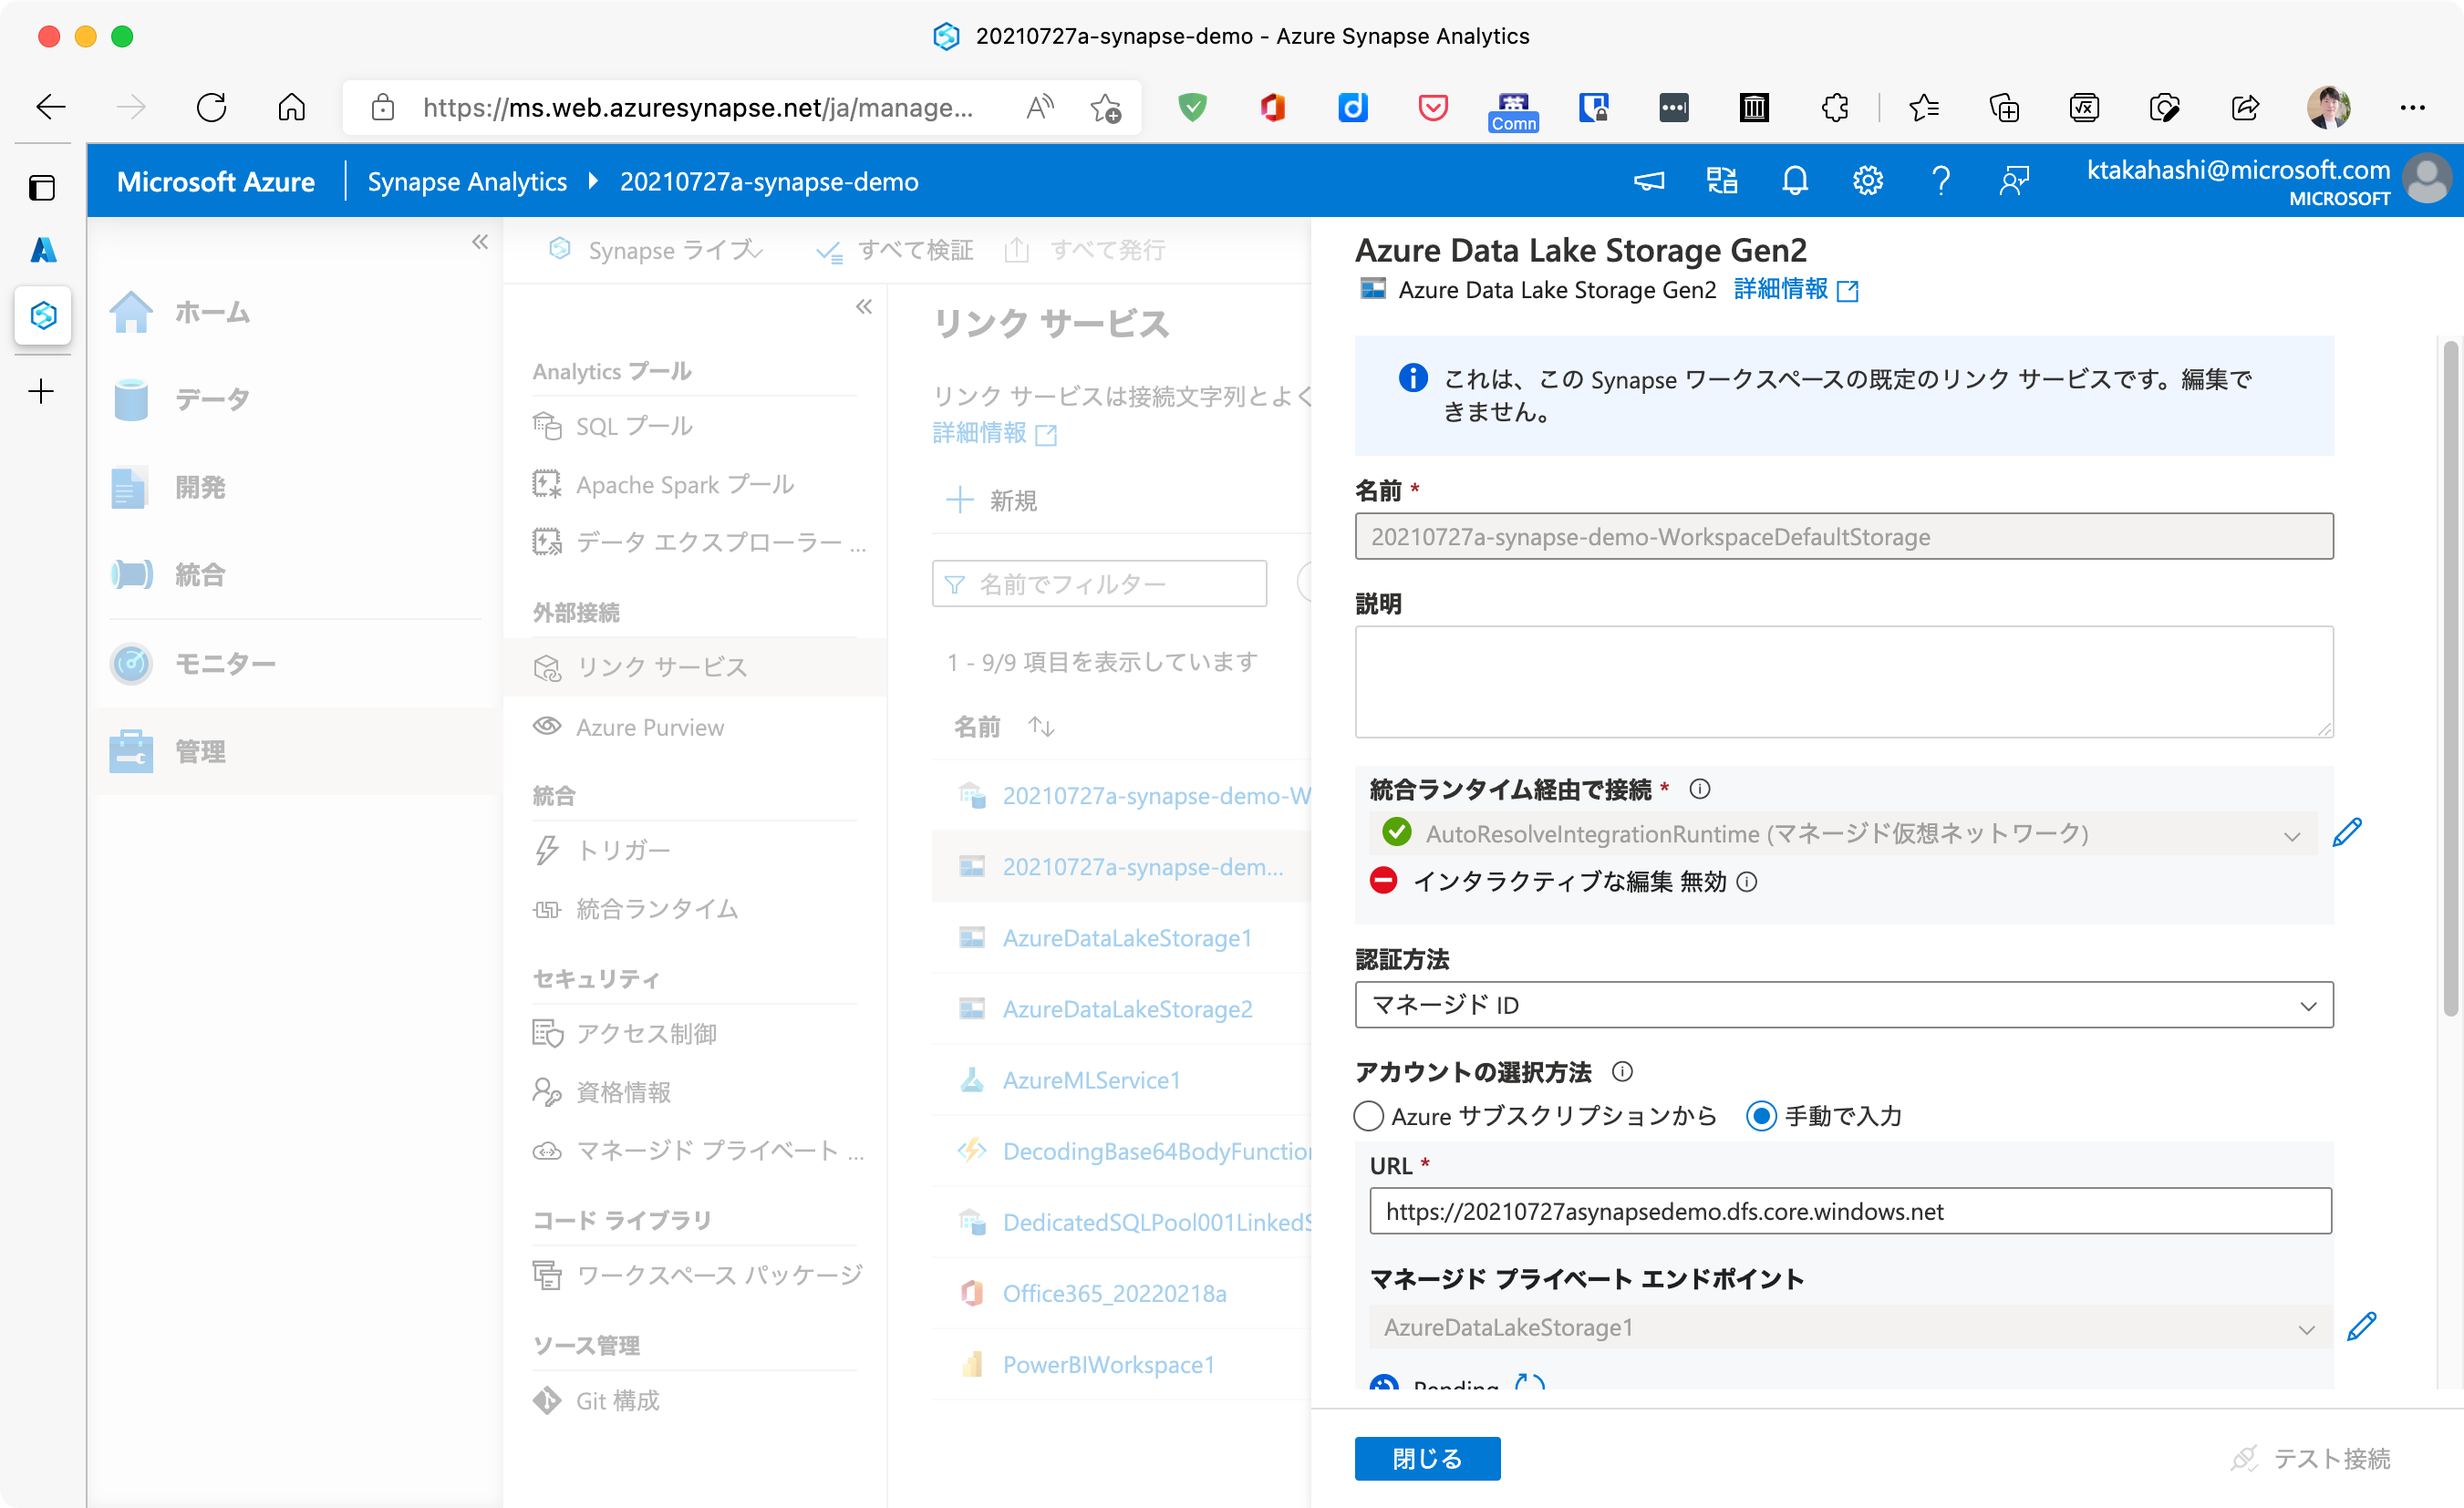 20210727a-synapse-demo - Azure Synapse Analytics
https://ms.web.azuresynapse.net/ja/manage...
英
Comn
Microsoft Azure
Synapse Analytics
20210727a-synapse-demo
ktakahashi@microsoft.com
MICROSOFT
ホーム
データ
開発
統合
モニター
管理
Synapse ライブ
すべて検証
すべて発行
Analytics プール
SQL プール
Apache Spark プール
データ エクスプローラー ...
外部接続
リンク サービス
Azure Purview
統合
トリガー
統合ランタイム
セキュリティ
アクセス制御
資格情報
マネージド プライベート ...
コード ライブラリ
ワークスペース パッケージ
ソース管理
Git 構成
リンク サービス
リンク サービスは接続文字列とよく
詳細情報
新規
名前でフィルター
1 - 9/9 項目を表示しています
名前
20210727a-synapse-demo-W
20210727a-synapse-dem...
AzureDataLakeStorage1
AzureDataLakeStorage2
AzureMLService1
DecodingBase64BodyFunction
DedicatedSQLPool001LinkedS
Office365_20220218a
PowerBIWorkspace1
Azure Data Lake Storage Gen2
Azure Data Lake Storage Gen2 詳細情報
これは、この Synapse ワークスペースの既定のリンク サービスです。編集で
きません。
名前 *
20210727a-synapse-demo-WorkspaceDefaultStorage
説明
統合ランタイム経由で接続 *
AutoResolveIntegrationRuntime (マネージド仮想ネットワーク)
インタラクティブな編集 無効
認証方法
マネージド ID
アカウントの選択方法
Azure サブスクリプションから
手動で入力
URL *
https://20210727asynapsedemo.dfs.core.windows.net
マネージド プライベート エンドポイント
AzureDataLakeStorage1
Pending
閉じる
テスト接続